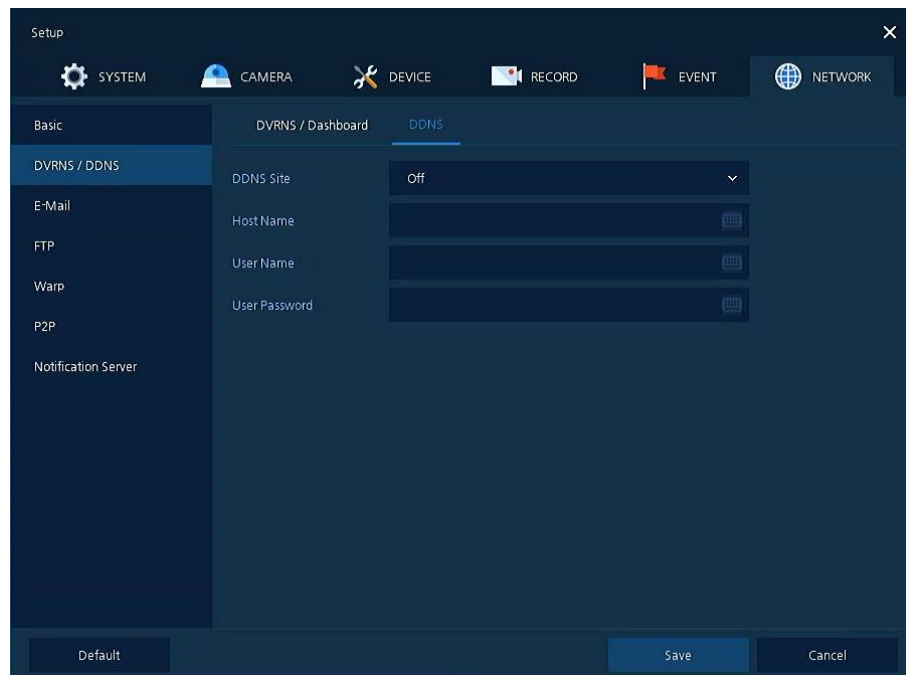 Setup
SYSTEM CAMERA DEVICE RECORD EVENT NETWORK
Basic
DVRNS / DDNS
E-Mail
FTP
Warp
P2P
Notification Server
DVRNS / Dashboard DDNS
DDNS Site Off
Host Name
User Name
User Password
Default Save Cancel